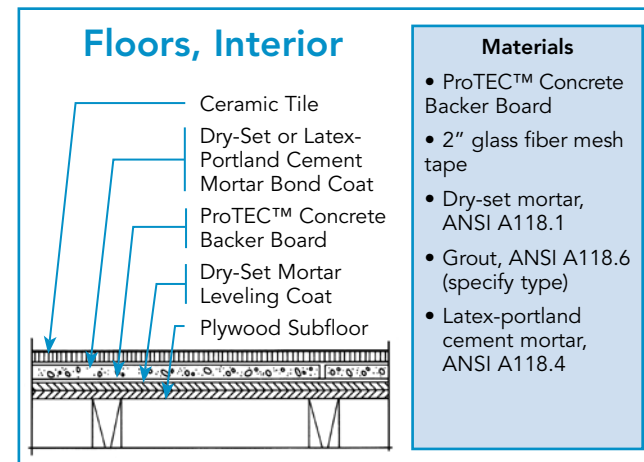 Floors, Interior
Ceramic Tile
Dry-Set or Latex-
Portland Cement
Mortar Bond Coat
ProTEC™ Concrete
Backer Board
Dry-Set Mortar
Leveling Coat
Plywood Subfloor
Materials
• ProTEC™ Concrete
Backer Board
• 2” glass fiber mesh
tape
• Dry-set mortar,
ANSI A118.1
• Grout, ANSI A118.6
(specify type)
• Latex-portland
cement mortar,
ANSI A118.4